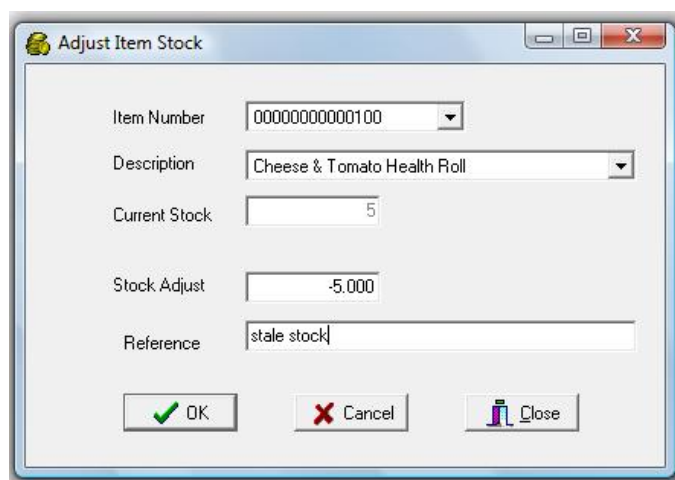 Adjust Item Stock
Item Number 00000000000100
Description Cheese & Tomato Health Roll
Current Stock 5
Stock Adjust -5.000
Reference stale stock
OK Cancel Close